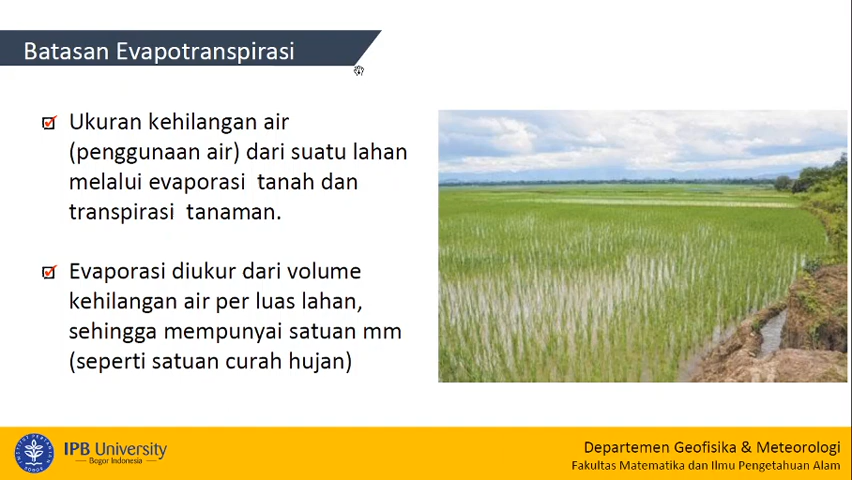 Batasan Evapotranspirasi
Ukuran kehilangan air
(penggunaan air) dari suatu lahan
melalui evaporasi tanah dan
transpirasi tanaman.
Evaporasi diukur dari volume
kehilangan air per luas lahan,
sehingga mempunyai satuan mm
(seperti satuan curah hujan)
IPB University
Bogor Indonesia
Departemen Geofisika & Meteorologi
Fakultas Matematika dan Ilmu Pengetahuan Alam